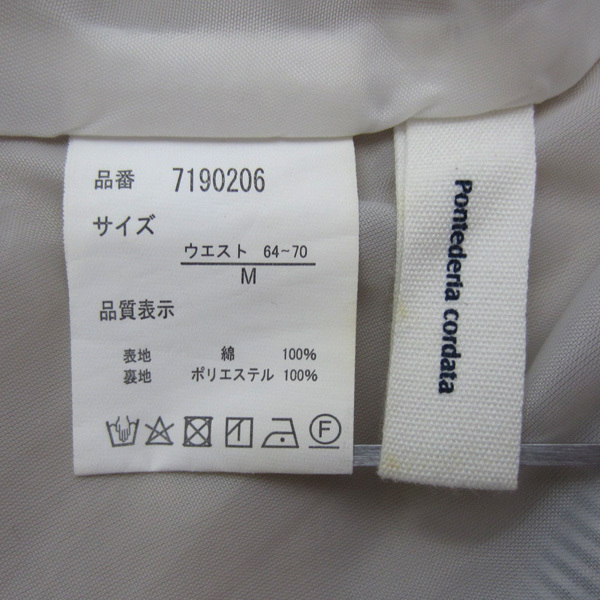 品番 7190206
サイズ
ウエスト 64~70
M
品質表示
表地 綿 100%
裏地 ポリエステル 100%
F
Pontederia cordata